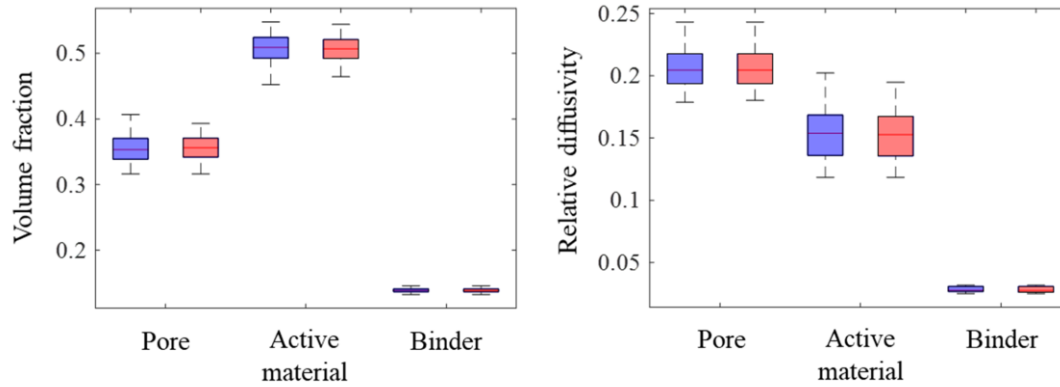 Volume fraction
0.5
0.4
0.3
0.2
Pore
Active
material
Binder
Relative diffusivity
0.25
0.2
0.15
0.1
0.05
Pore
Active
material
Binder